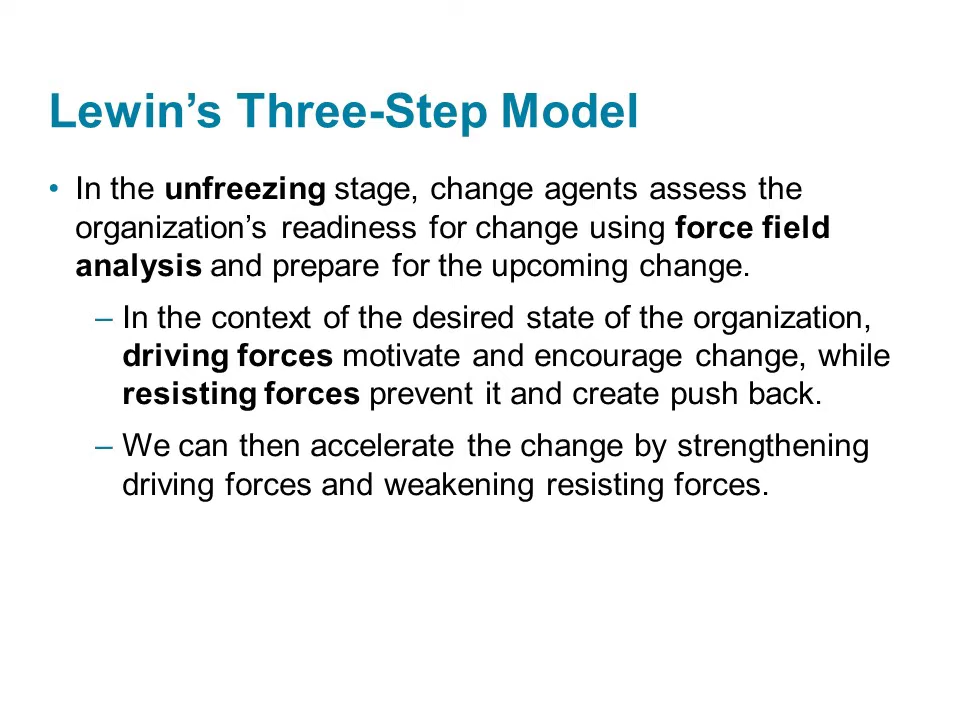 Lewin’s Three-Step Model
• In the unfreezing stage, change agents assess the
organization’s readiness for change using force field
analysis and prepare for the upcoming change.
– In the context of the desired state of the organization,
driving forces motivate and encourage change, while
resisting forces prevent it and create push back.
– We can then accelerate the change by strengthening
driving forces and weakening resisting forces.